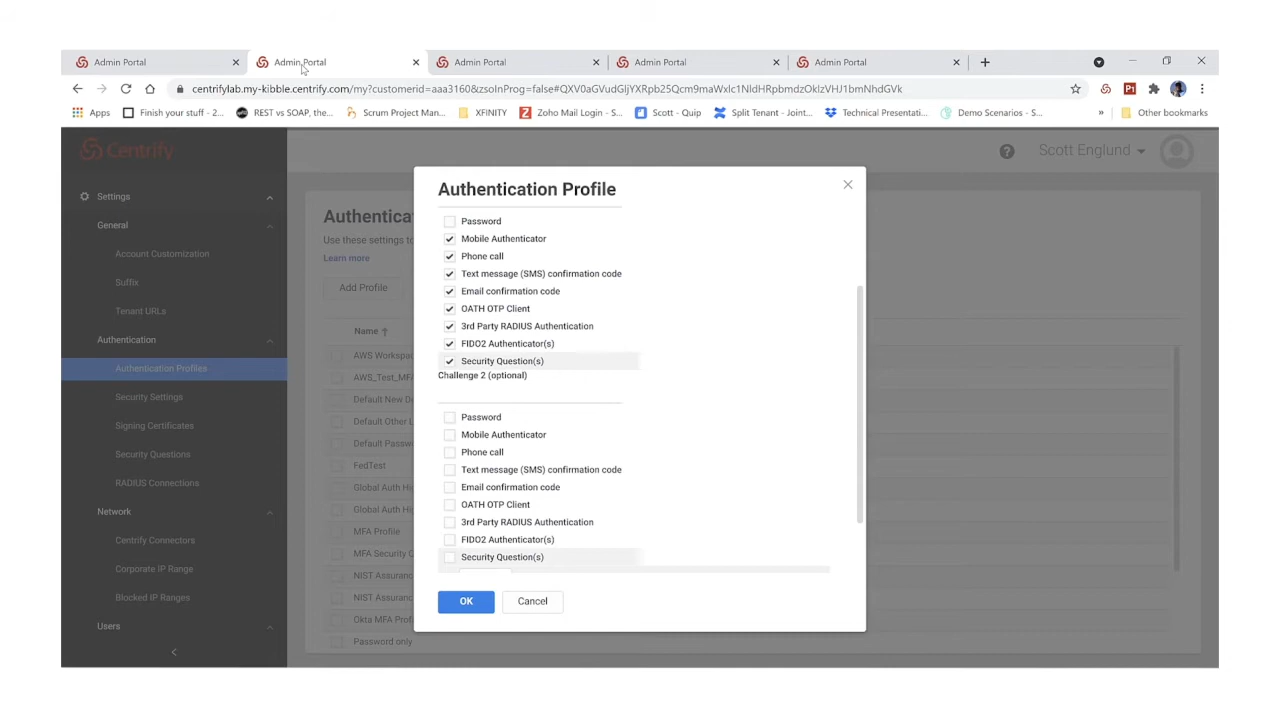 Admin Portal
Admin Portal
Admin Portal
Admin Portal
Admin Portal
centrifylab.my-kibble.centrify.com/my?customerid=aaa3160&zsoInProg=false#QXV0aGVudGljYXRpb25Qcm9maWxlc1NldHRpbmdzOklzVHJ1bmNhdGVk
Apps
Finish your stuff - 2...
REST vs SOAP, the...
Scrum Project Man...
XFINITY
Zoho Mail Login - S...
Scott - Quip
Split Tenant - Joint...
Technical Presentati...
Demo Scenarios - S...
»
Other bookmarks
Centrify
Scott Englund
Settings
General
Account Customization
Suffix
Tenant URLs
Authentication
Authentication Profiles
Security Settings
Signing Certificates
Security Questions
RADIUS Connections
Network
Centrify Connectors
Corporate IP Range
Blocked IP Ranges
Users
Authentica
Use these settings to
Learn more
Add Profile
Name
AWS Workspac
AWS_Test_MFA
Default New De
Default Other L
Default Passwo
FedTest
Global Auth Hig
Global Auth Hig
MFA Profile
MFA Security Q
NIST Assuranc
NIST Assuranc
Okta MFA Prof
Password only
Authentication Profile
Password
Mobile Authenticator
Phone call
Text message (SMS) confirmation code
Email confirmation code
OATH OTP Client
3rd Party RADIUS Authentication
FIDO2 Authenticator(s)
Security Question(s)
Challenge 2 (optional)
Password
Mobile Authenticator
Phone call
Text message (SMS) confirmation code
Email confirmation code
OATH OTP Client
3rd Party RADIUS Authentication
FIDO2 Authenticator(s)
Security Question(s)
OK
Cancel